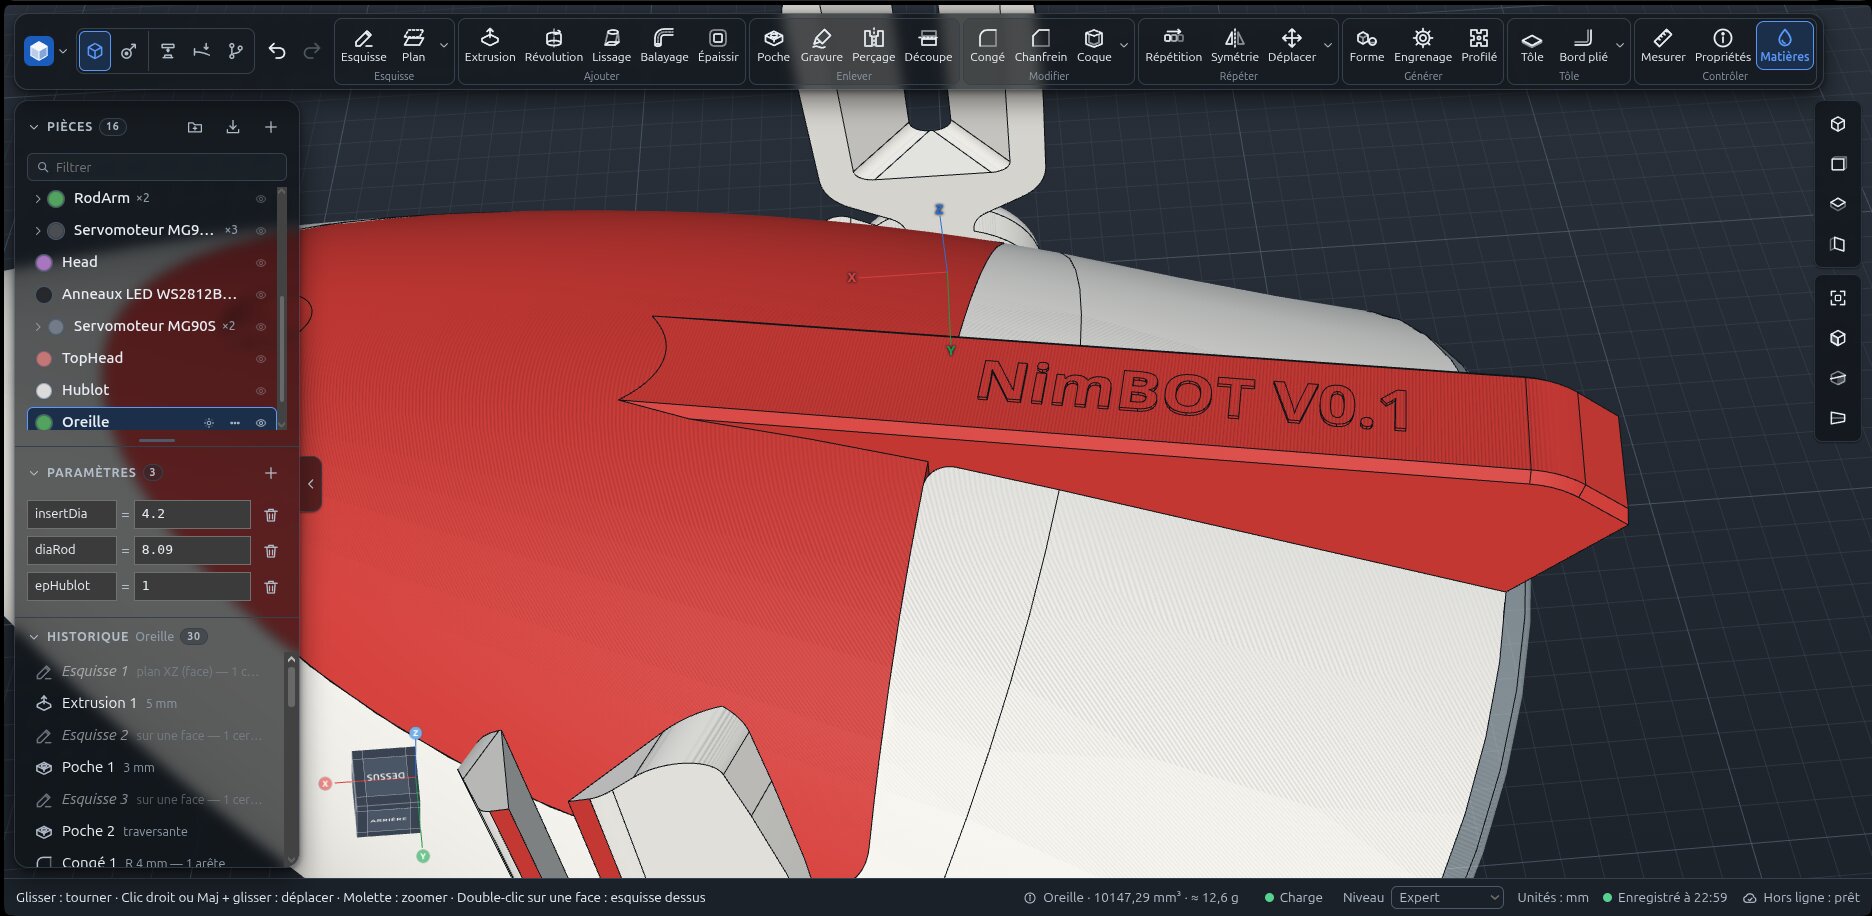 Esquisse Plan
Esquisse
Extrusion Révolution Lissage Balayage Épaissir
Ajouter
Poche Gravure Perçage Découpe
Enlever
Congé Chanfrein Coque
Modifier
Répétition Symétrie Déplacer
Répéter
Forme Engrenage Profilé
Générer
Tôle Bord plié
Tôle
Mesurer Propriétés Matières
Contrôler
PIÈCES 16
Filtrer
RodArm ×2
Servomoteur MG9... ×3
Head
Anneaux LED WS2812B...
Servomoteur MG90S ×2
TopHead
Hublot
Oreille
PARAMÈTRES 3
insertDia = 4.2
diaRod = 8.09
epHublot = 1
HISTORIQUE Oreille 30
Esquisse 1 plan XZ (face) — 1 c...
Extrusion 1 5 mm
Esquisse 2 sur une face — 1 cer...
Poche 1 3 mm
Esquisse 3 sur une face — 1 cer...
Poche 2 traversante
Congé 1 R 4 mm — 1 arête
Z
X
Y
NimBOT V0.1
Z
X
DESSUS
ARRIÈRE
Y
Glisser : tourner · Clic droit ou Maj + glisser : déplacer · Molette : zoomer · Double-clic sur une face : esquisse dessus
Oreille · 10147,29 mm³ · ≈ 12,6 g
Charge
Niveau Expert
Unités : mm
Enregistré à 22:59
Hors ligne : prêt